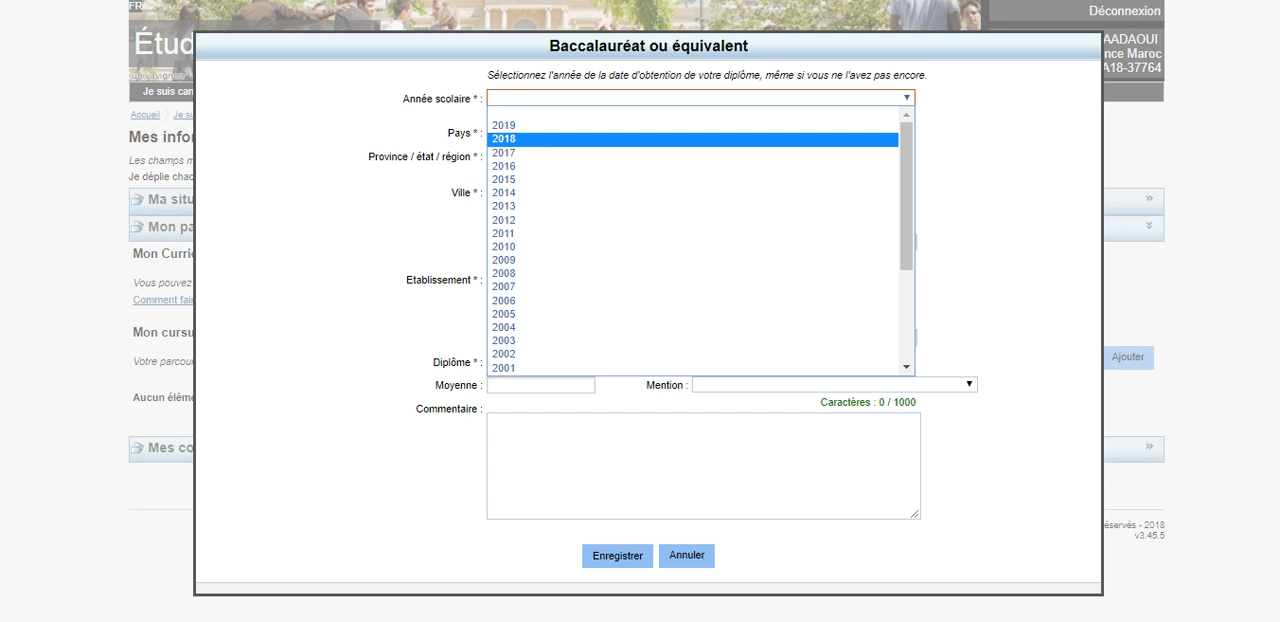 FR
Déconnexion
Étud
AADAOUI
nce Maroc
A18-37764
Je suis can
Accueil
Je su
Mes infor
Les champs m
Je déplie chac
Ma situ
Mon pa
Mon Curric
Vous pouvez
Comment fair
Mon cursu
Votre parcour
Ajouter
Aucun éléme
Mes co
éservés - 2018
v3.45.5
Baccalauréat ou équivalent
Sélectionnez l'année de la date d'obtention de votre diplôme, même si vous ne l'avez pas encore.
Année scolaire * :
2019
2018
2017
2016
2015
2014
2013
2012
2011
2010
2009
2008
2007
2006
2005
2004
2003
2002
2001
Pays * :
Province / état / région * :
Ville * :
Etablissement * :
Diplôme * :
Moyenne :
Mention :
Caractères : 0 / 1000
Commentaire :
Enregistrer
Annuler